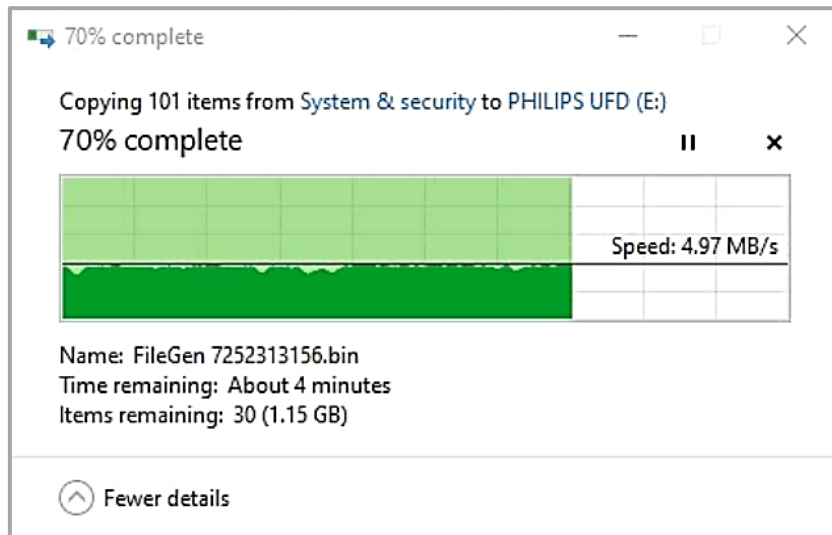 70% complete
Copying 101 items from System & security to PHILIPS UFD (E:)
70% complete
Speed: 4.97 MB/s
Name: FileGen 7252313156.bin
Time remaining: About 4 minutes
Items remaining: 30 (1.15 GB)
Fewer details